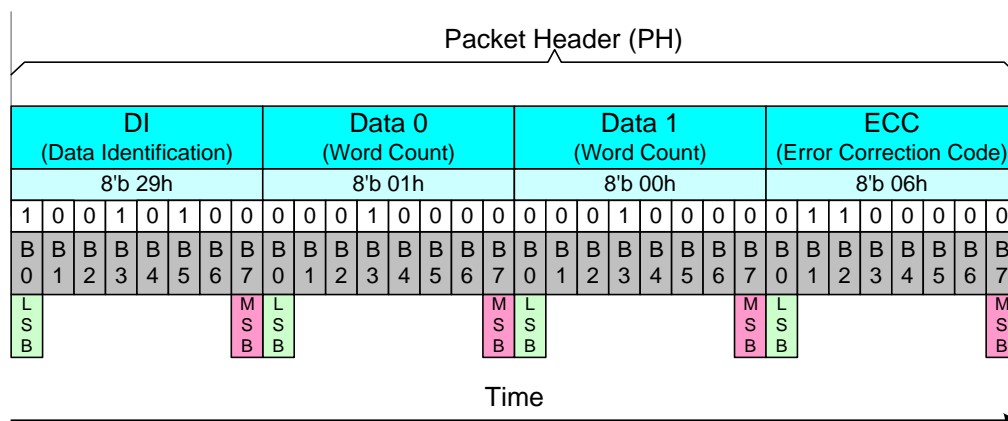 Packet Header (PH)
DI Data 0 Data 1 ECC
(Data Identification) (Word Count) (Word Count) (Error Correction Code)
8'b 29h 8'b 01h 8'b 00h 8'b 06h
1 0 0 1 0 1 0 0 0 0 0 1 0 0 0 0 0 0 0 1 0 0 0 0 0 1 1 0 0 0 0 0
B B B B B B B B B B B B B B B B B B B B B B B B B B B B B B B B
0 1 2 3 4 5 6 7 0 1 2 3 4 5 6 7 0 1 2 3 4 5 6 7 0 1 2 3 4 5 6 7
L M L M L M L M
S S S S S S S S
B B B B B B B B
Time